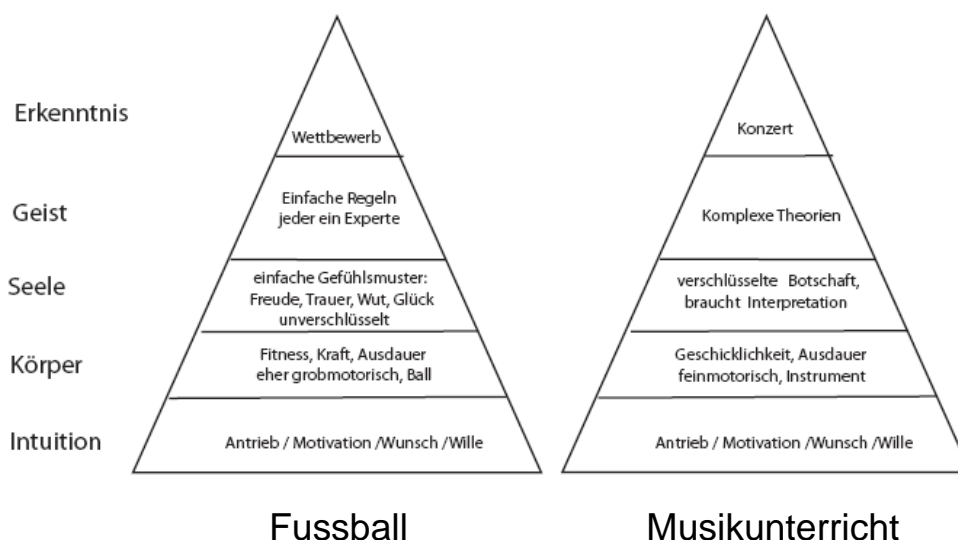 Erkenntnis
Wettbewerb
Konzert
Geist
Einfache Regeln
jeder ein Experte
Komplexe Theorien
Seele
einfache Gefühlsmuster:
Freude, Trauer, Wut, Glück
unverschlüsselt
verschlüsselte Botschaft,
braucht Interpretation
Körper
Fitness, Kraft, Ausdauer
eher grobmotorisch, Ball
Geschicklichkeit, Ausdauer
feinmotorisch, Instrument
Intuition
Antrieb / Motivation /Wunsch /Wille
Antrieb / Motivation /Wunsch /Wille
Fussball
Musikunterricht